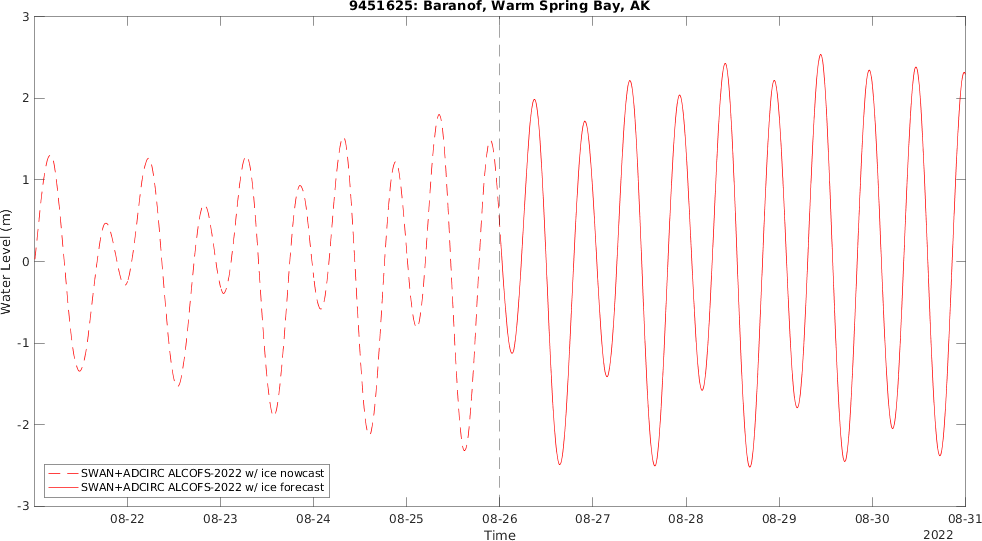 9451625: Baranof, Warm Spring Bay, AK
3
2
1
0
-1
-2
-3
Water Level (m)
SWAN+ADCIRC ALCOFS-2022 w/ ice nowcast
SWAN+ADCIRC ALCOFS-2022 w/ ice forecast
08-22 08-23 08-24 08-25 08-26 08-27 08-28 08-29 08-30 08-31
Time
2022